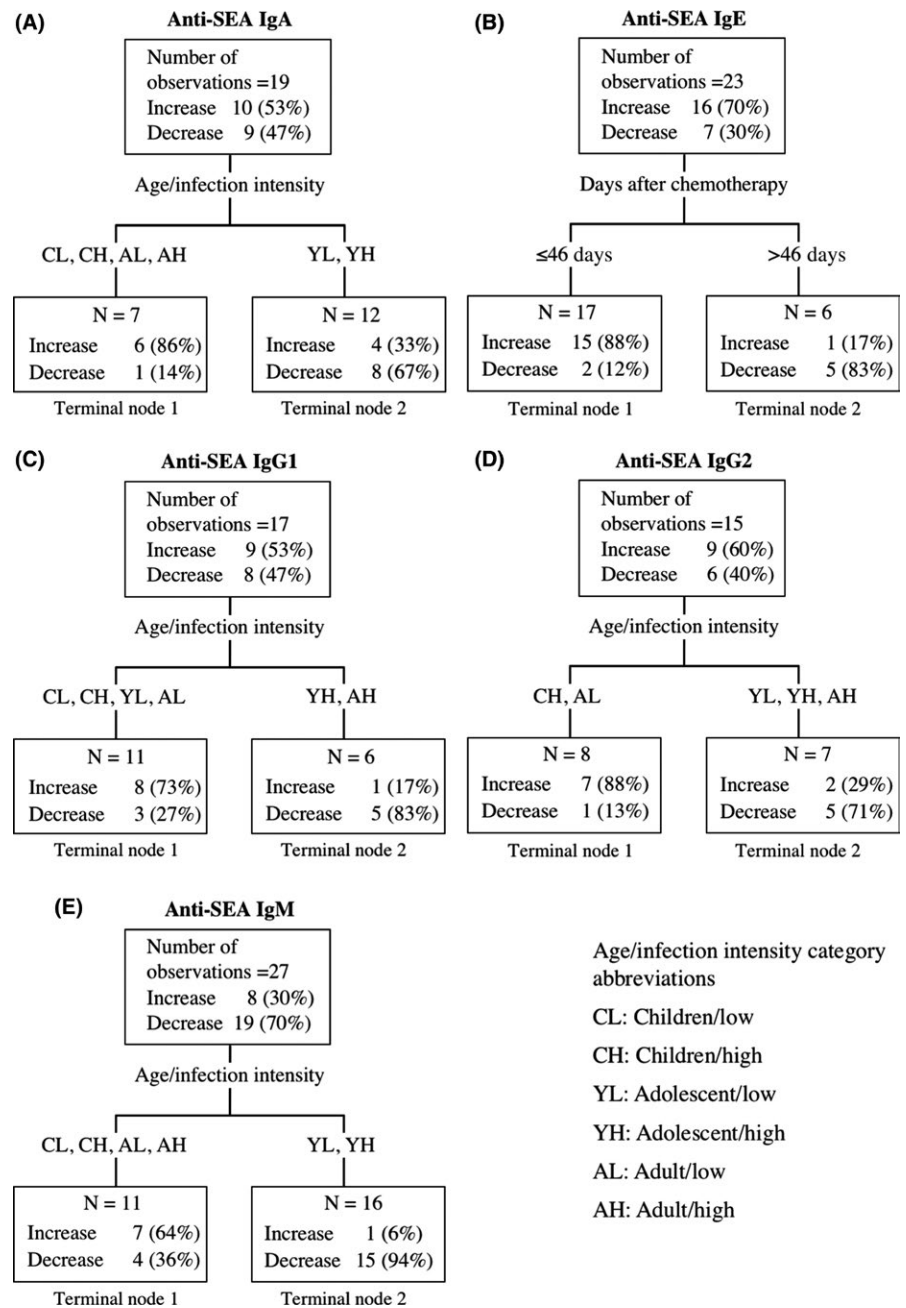 (A)
Anti-SEA IgA
Number of
observations =19
Increase 10 (53%)
Decrease 9 (47%)
Age/infection intensity
CL, CH, AL, AH
YL, YH
N = 7
Increase 6 (86%)
Decrease 1 (14%)
Terminal node 1
N = 12
Increase 4 (33%)
Decrease 8 (67%)
Terminal node 2
(B)
Anti-SEA IgE
Number of
observations =23
Increase 16 (70%)
Decrease 7 (30%)
Days after chemotherapy
≤46 days
>46 days
N = 17
Increase 15 (88%)
Decrease 2 (12%)
Terminal node 1
N = 6
Increase 1 (17%)
Decrease 5 (83%)
Terminal node 2
(C)
Anti-SEA IgG1
Number of
observations =17
Increase 9 (53%)
Decrease 8 (47%)
Age/infection intensity
CL, CH, YL, AL
YH, AH
N = 11
Increase 8 (73%)
Decrease 3 (27%)
Terminal node 1
N = 6
Increase 1 (17%)
Decrease 5 (83%)
Terminal node 2
(D)
Anti-SEA IgG2
Number of
observations =15
Increase 9 (60%)
Decrease 6 (40%)
Age/infection intensity
CH, AL
YL, YH, AH
N = 8
Increase 7 (88%)
Decrease 1 (13%)
Terminal node 1
N = 7
Increase 2 (29%)
Decrease 5 (71%)
Terminal node 2
(E)
Anti-SEA IgM
Number of
observations =27
Increase 8 (30%)
Decrease 19 (70%)
Age/infection intensity
CL, CH, AL, AH
YL, YH
N = 11
Increase 7 (64%)
Decrease 4 (36%)
Terminal node 1
N = 16
Increase 1 (6%)
Decrease 15 (94%)
Terminal node 2
Age/infection intensity category
abbreviations
CL: Children/low
CH: Children/high
YL: Adolescent/low
YH: Adolescent/high
AL: Adult/low
AH: Adult/high